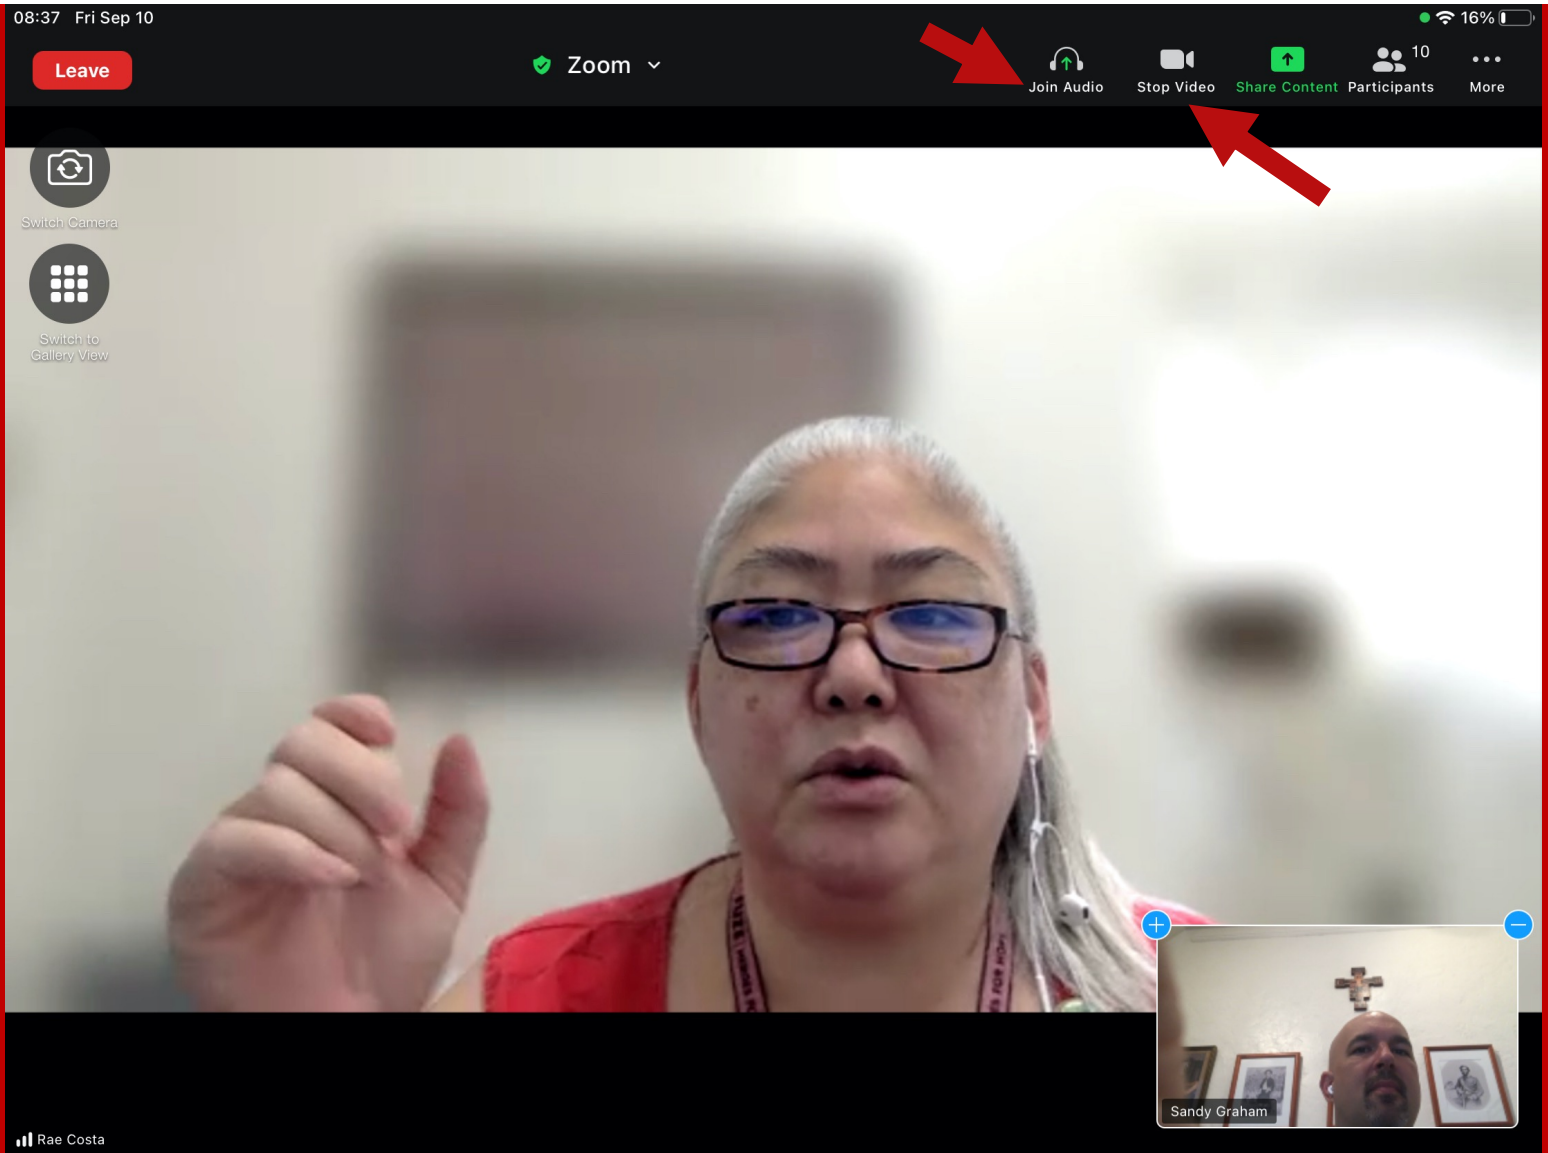 08:37 Fri Sep 10
16%
Leave
Zoom
Join Audio
Stop Video
Share Content
Participants
10
More
Switch Camera
Switch to
Gallery View
Sandy Graham
Rae Costa